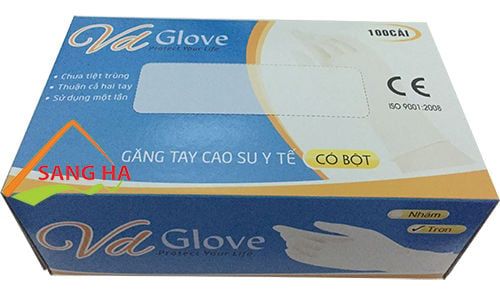 Vd Glove
Protect Your Life
100CÁI
• Chưa tiệt trùng
• Thuận cả hai tay
• Sử dụng một lần
CE
ISO 9001:2008
GĂNG TAY CAO SU Y TẾ
CÓ BỘT
SANG HA
Vd Glove
Protect Your Life
Nhám
Trơn